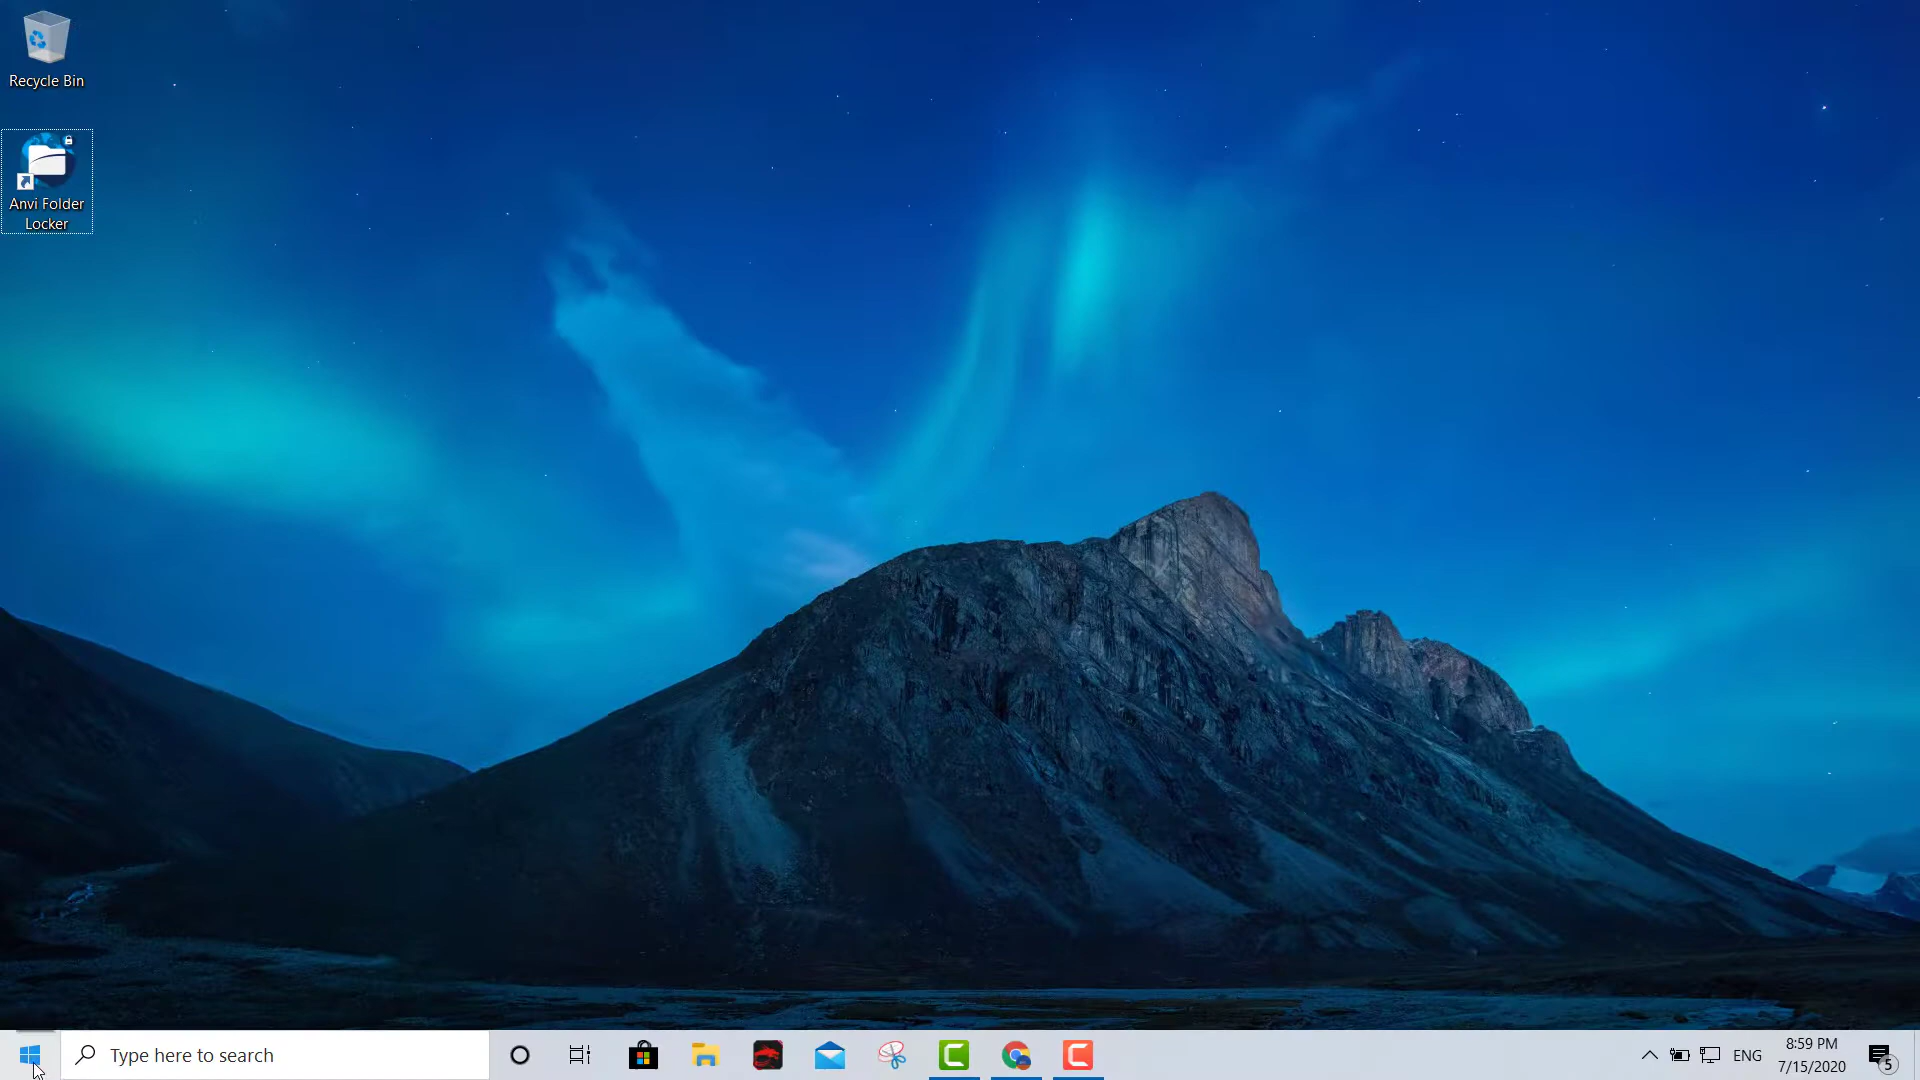 Recycle Bin
Anvi Folder
Locker
Type here to search
ENG
8:59 PM
7/15/2020
5